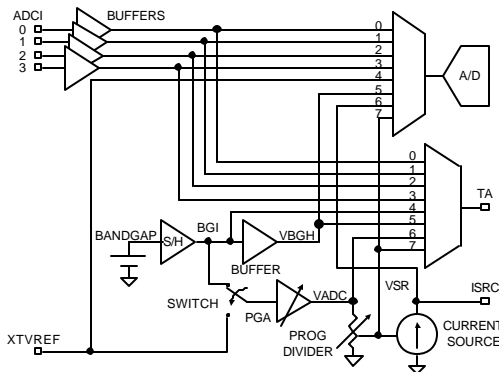 ADCI
BUFFERS
0
1
2
3
0
1
2
3
4
5
6
7
A/D
0
1
2
3
4
5
6
7
TA
BANDGAP
S/H
BGI
VBGH
BUFFER
SWITCH
PGA
VADC
VSR
ISRC
PROG
DIVIDER
CURRENT
SOURCE
XTVREF